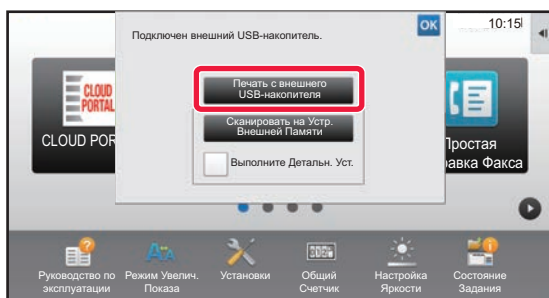 Подключен внешний USB-накопитель.
OK
10:15
Печать с внешнего
USB-накопителя
Сканировать на Устр.
Внешней Памяти
Выполните Детальн. Уст.
CLOUD
PORTAL
CLOUD POR
Простая
равка Факса
Руководство по
эксплуатации
Режим Увелич.
Показа
Установки
Общий
Счетчик
Настройка
Яркости
Состояние
Задания